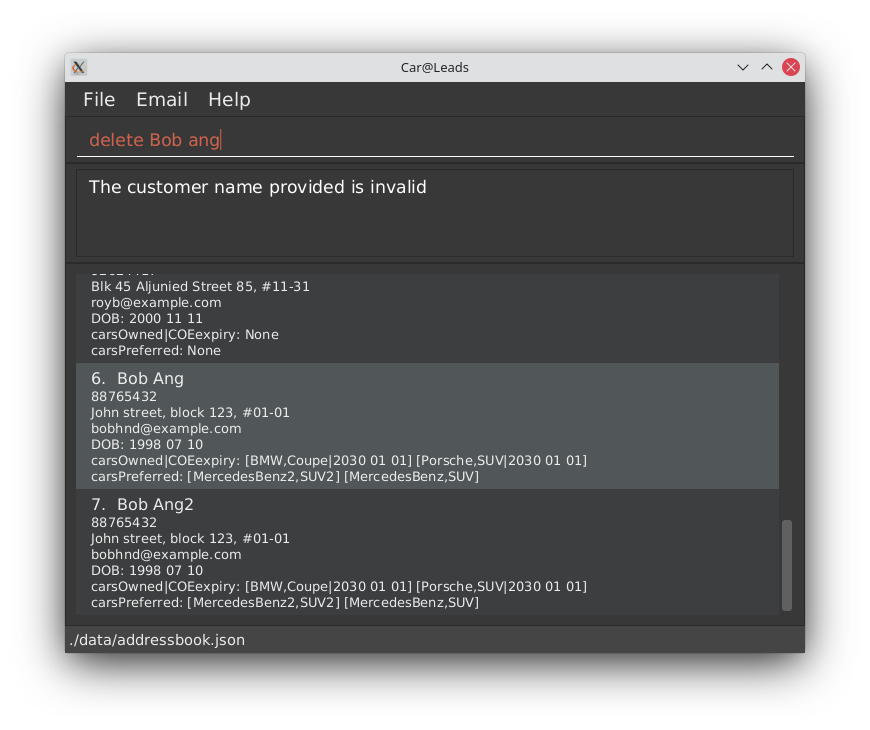 Car@Leads
File Email Help
delete Bob ang
The customer name provided is invalid
Blk 45 Aljunied Street 85, #11-31
royb@example.com
DOB: 2000 11 11
carsOwned|COEexpiry: None
carsPreferred: None
6. Bob Ang
88765432
John street, block 123, #01-01
bobhnd@example.com
DOB: 1998 07 10
carsOwned|COEexpiry: [BMW,Coupe|2030 01 01] [Porsche,SUV|2030 01 01]
carsPreferred: [MercedesBenz2,SUV2] [MercedesBenz,SUV]
7. Bob Ang2
88765432
John street, block 123, #01-01
bobhnd@example.com
DOB: 1998 07 10
carsOwned|COEexpiry: [BMW,Coupe|2030 01 01] [Porsche,SUV|2030 01 01]
carsPreferred: [MercedesBenz2,SUV2] [MercedesBenz,SUV]
./data/addressbook.json